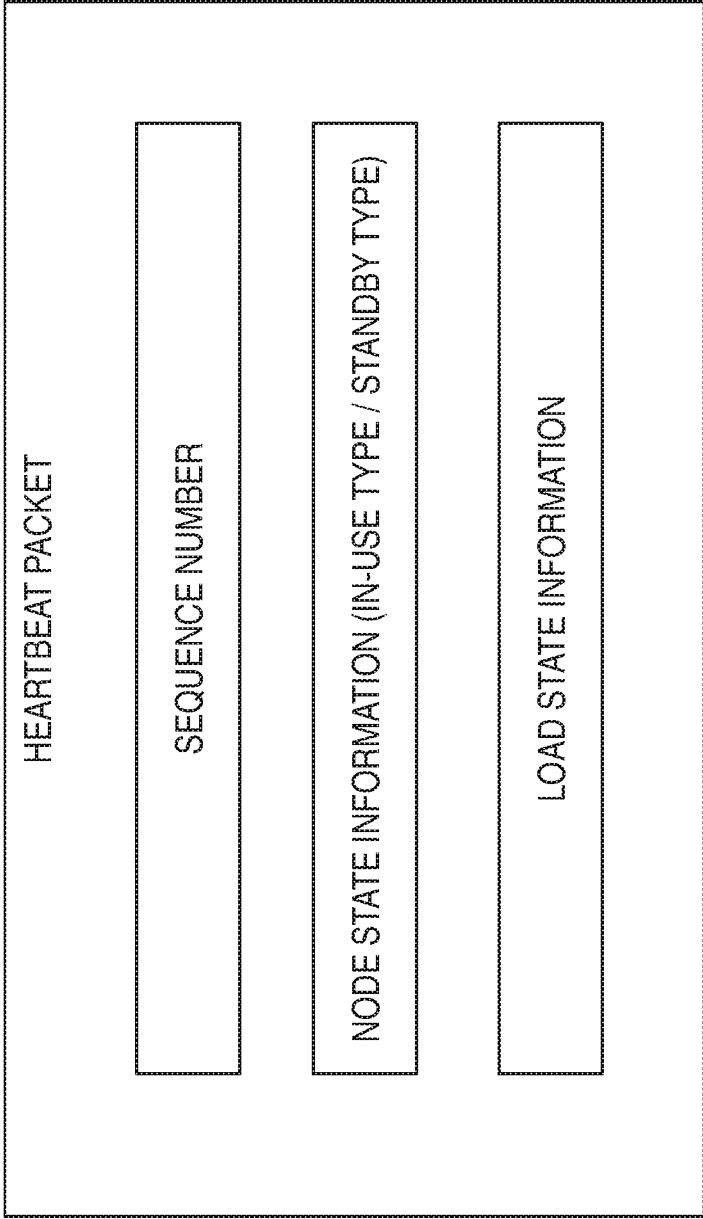 HEARTBEAT PACKET
SEQUENCE NUMBER
NODE STATE INFORMATION (IN-USE TYPE / STANDBY TYPE)
LOAD STATE INFORMATION